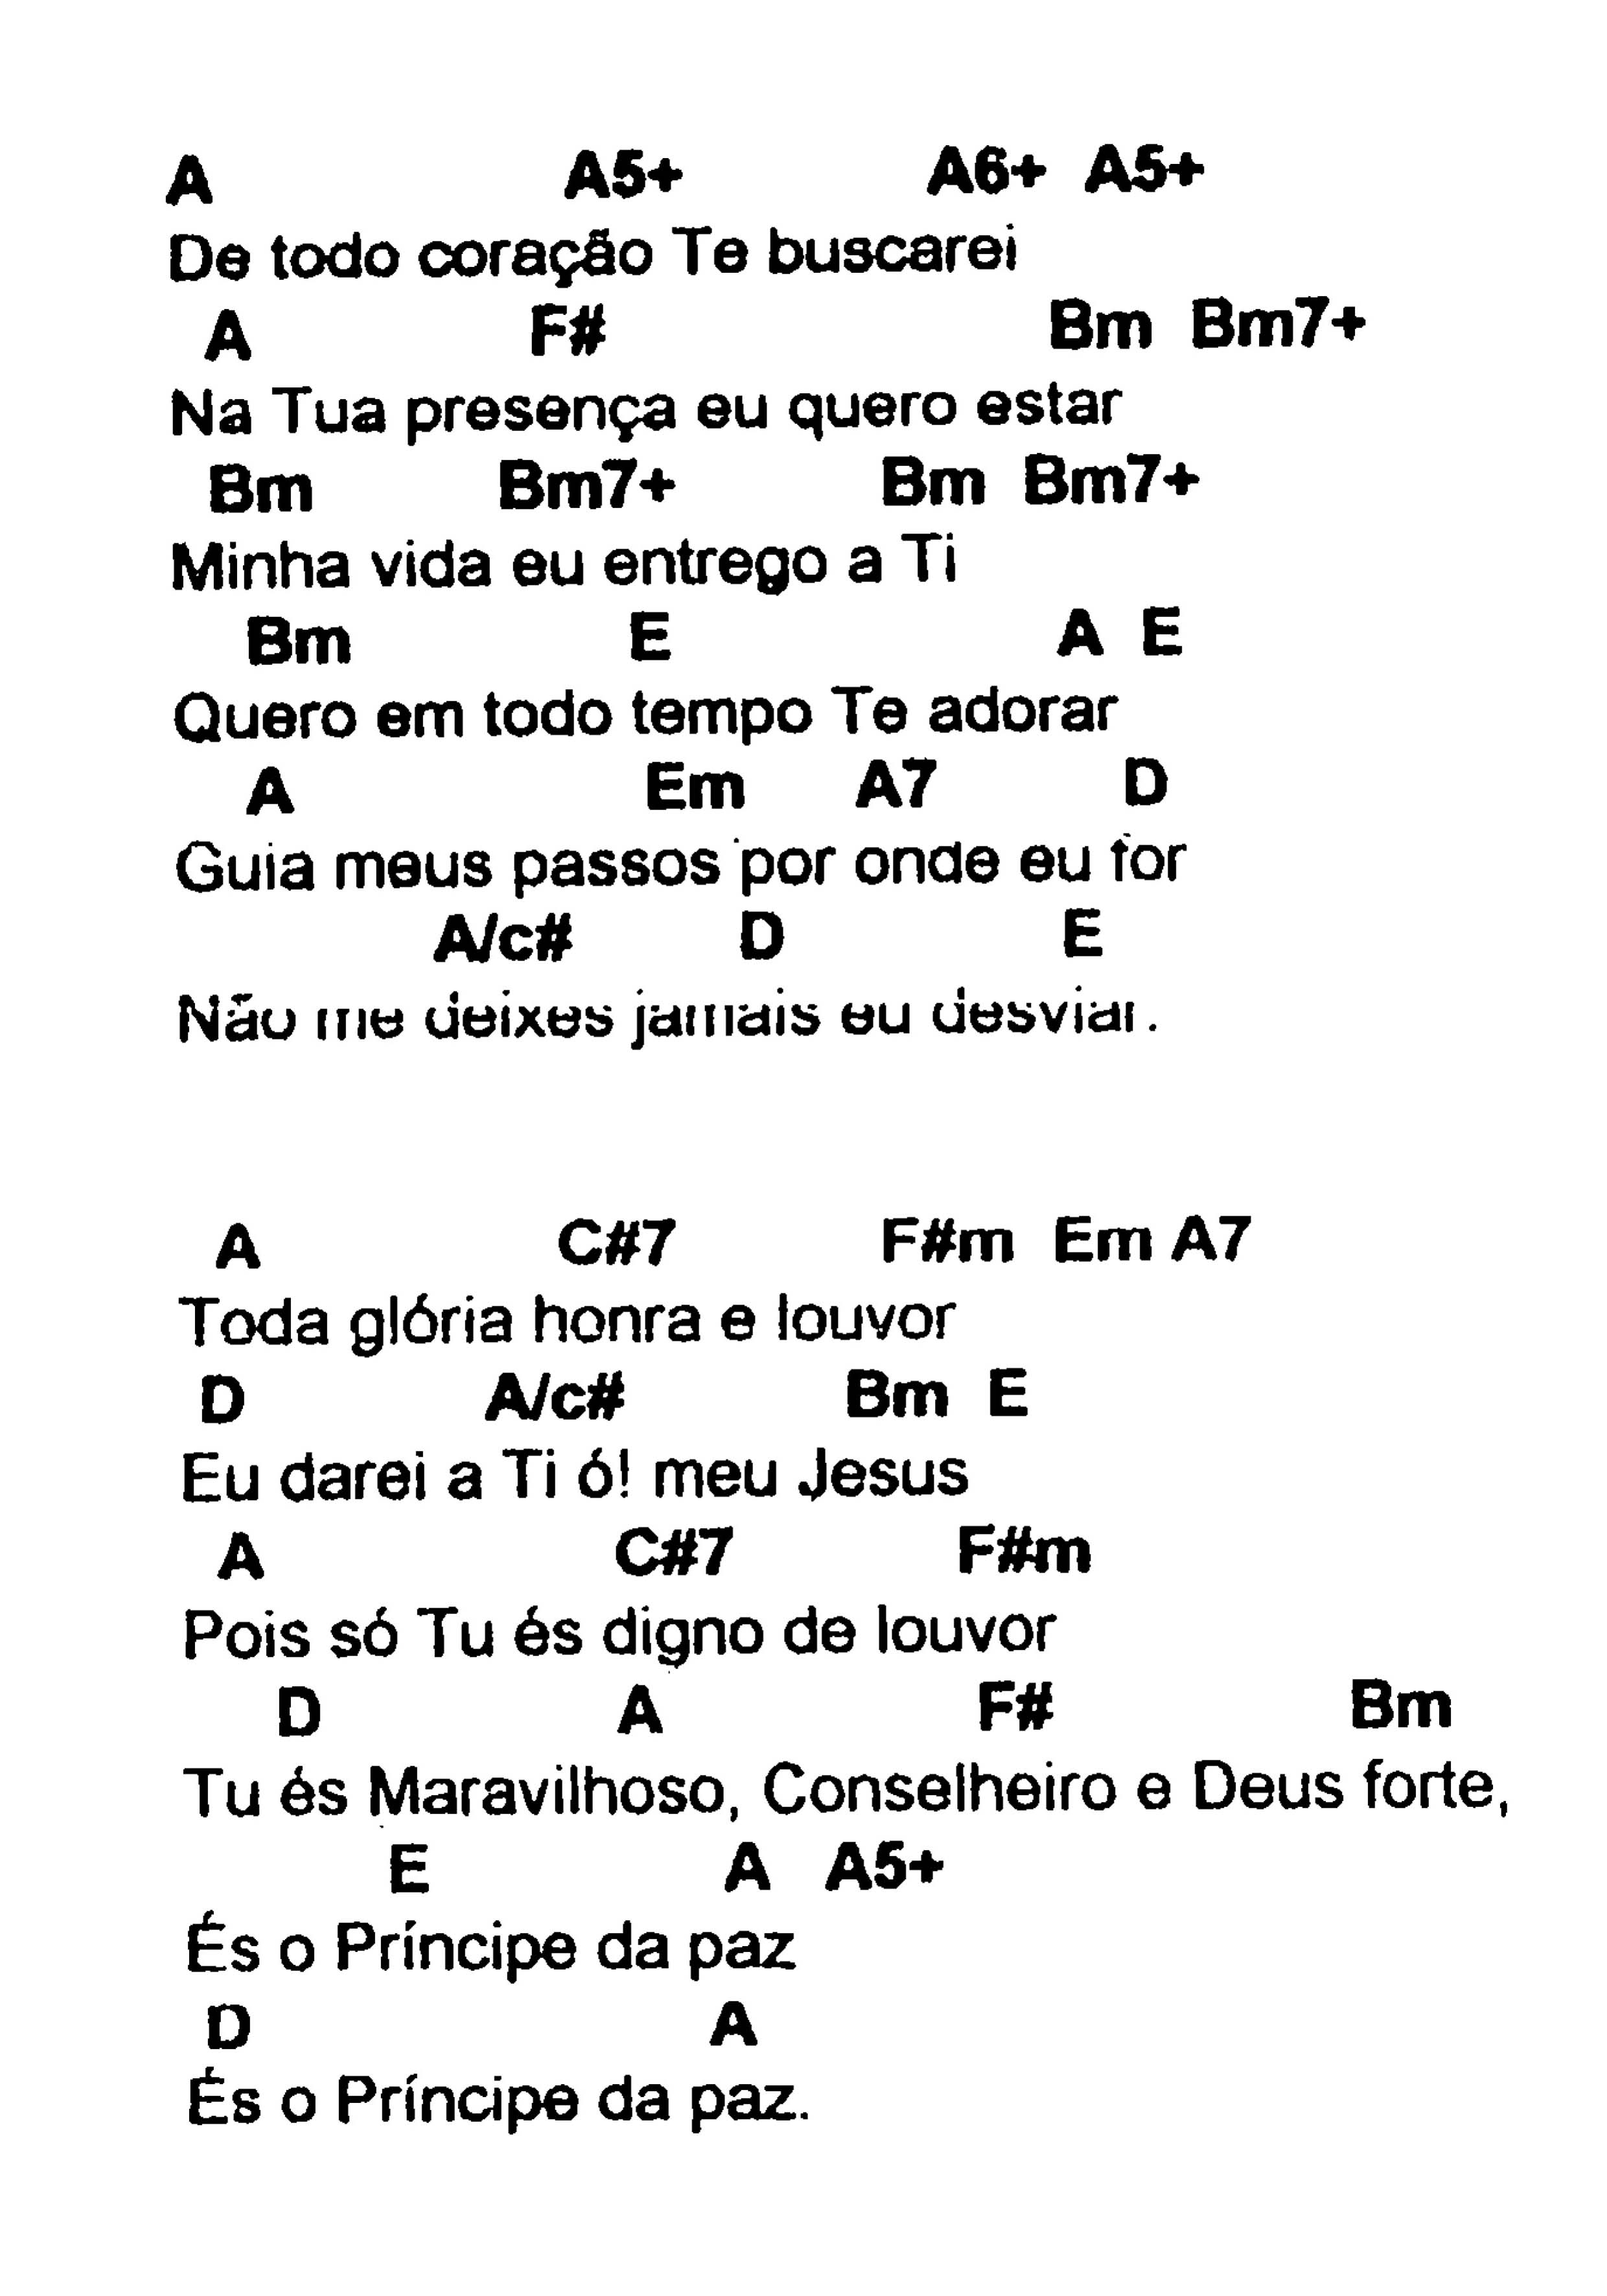 A A5+ A6+ A5+
De todo coração Te buscarei
A F# Bm Bm7+
Na Tua presença eu quero estar
Bm Bm7+ Bm Bm7+
Minha vida eu entrego a Ti
Bm E A E
Quero em todo tempo Te adorar
A Em A7 D
Guia meus passos por onde eu for
A/c# D E
Não me deixes jamais eu desviar.
A C#7 F#m Em A7
Toda glória honra e louvor
D A/c# Bm E
Eu darei a Ti ó! meu Jesus
A C#7 F#m
Pois só Tu és digno de louvor
D A F# Bm
Tu és Maravilhoso, Conselheiro e Deus forte,
E A A5+
És o Príncipe da paz
D A
És o Príncipe da paz.